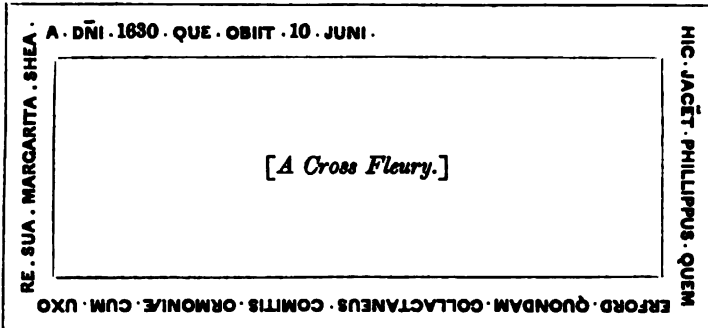 HIC · JACĒT · PHILLIPPUS · QUEM
ERFORD · QUONDAM · COLLACTANEUS · COMITIS · ORMONIÆ · CUM · UXO
RE . SUA . MARGARITA . SHEA ·
A · DN̄I · 1630 · QUE · OBIIT · 10 · JUNI ·
[A Cross Fleury.]